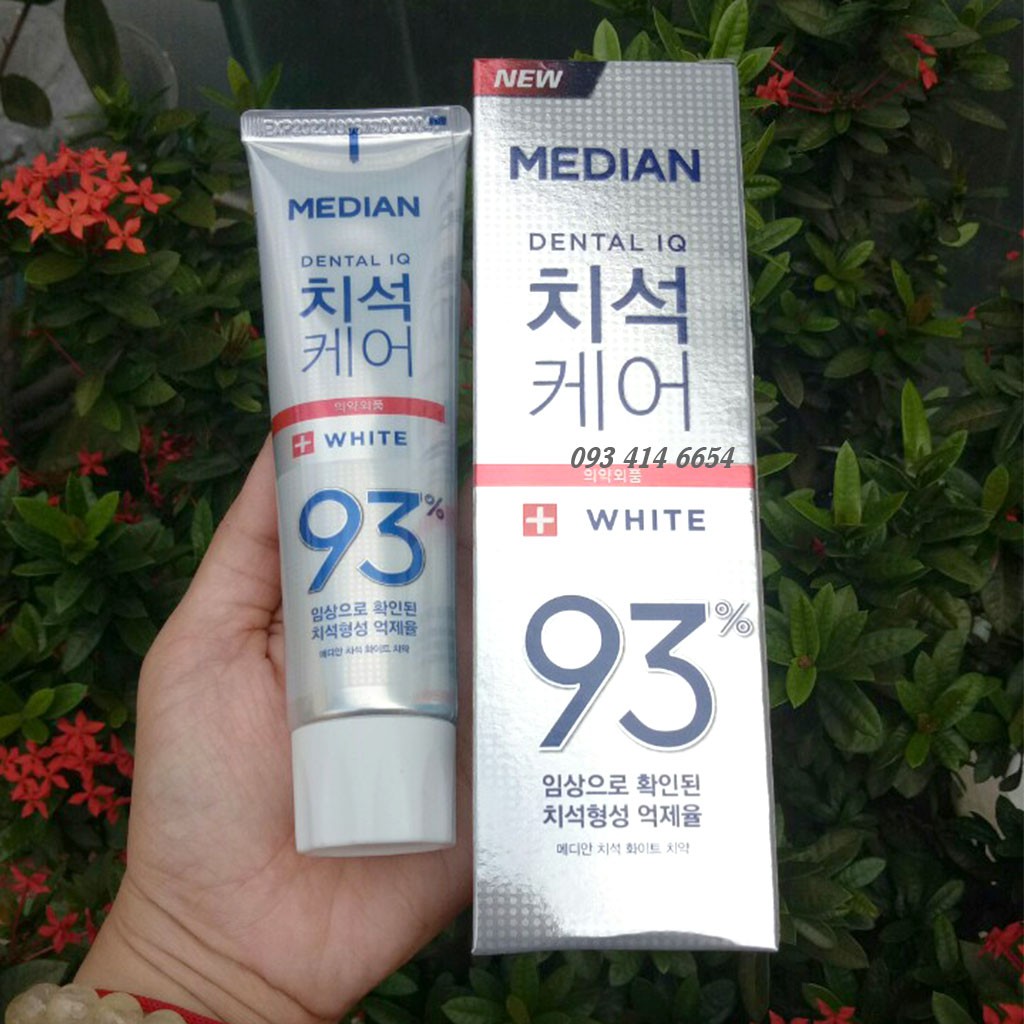 MEDIAN
DENTAL IQ
치석
케어
의약외품
WHITE
93%
임상으로 확인된
치석형성 억제율
메디안 치석 화이트 치약
NEW
MEDIAN
DENTAL IQ
치석
케어
093 414 6654
의약외품
WHITE
93%
임상으로 확인된
치석형성 억제율
메디안 치석 화이트 치약